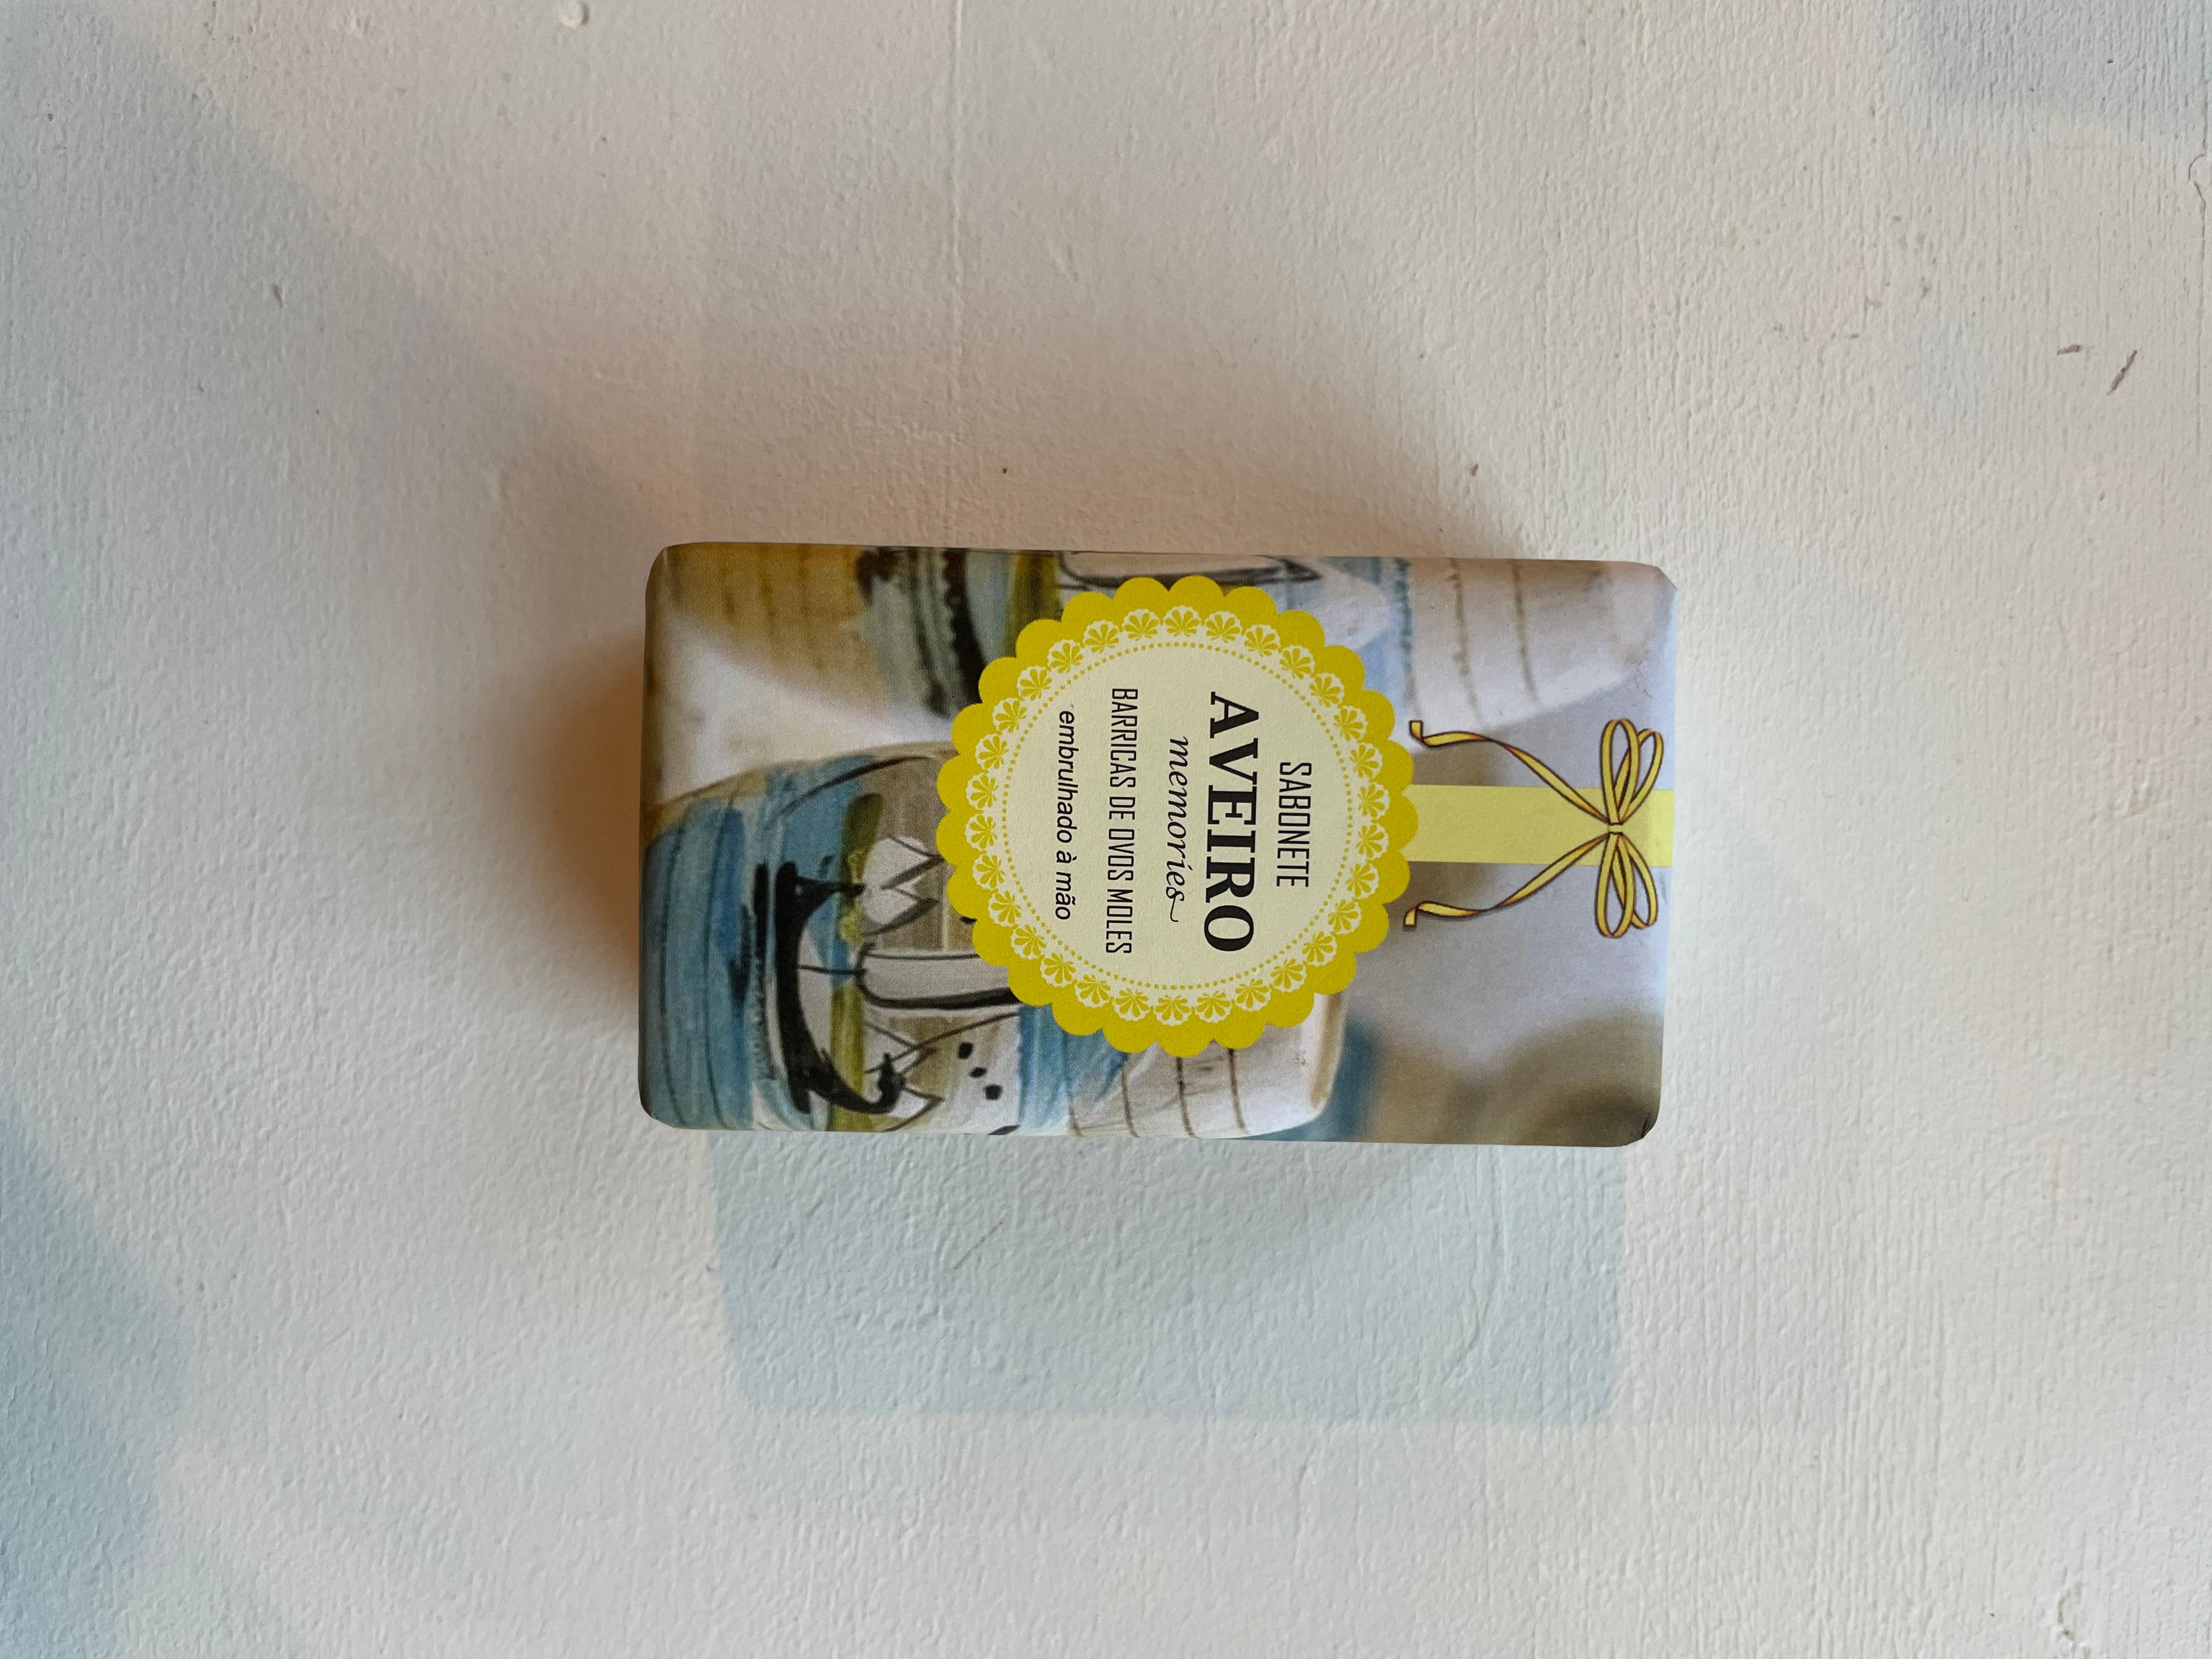 SABONETE
AVEIRO
memories
BARRICAS DE OVOS MOLES
embrulhado à mão